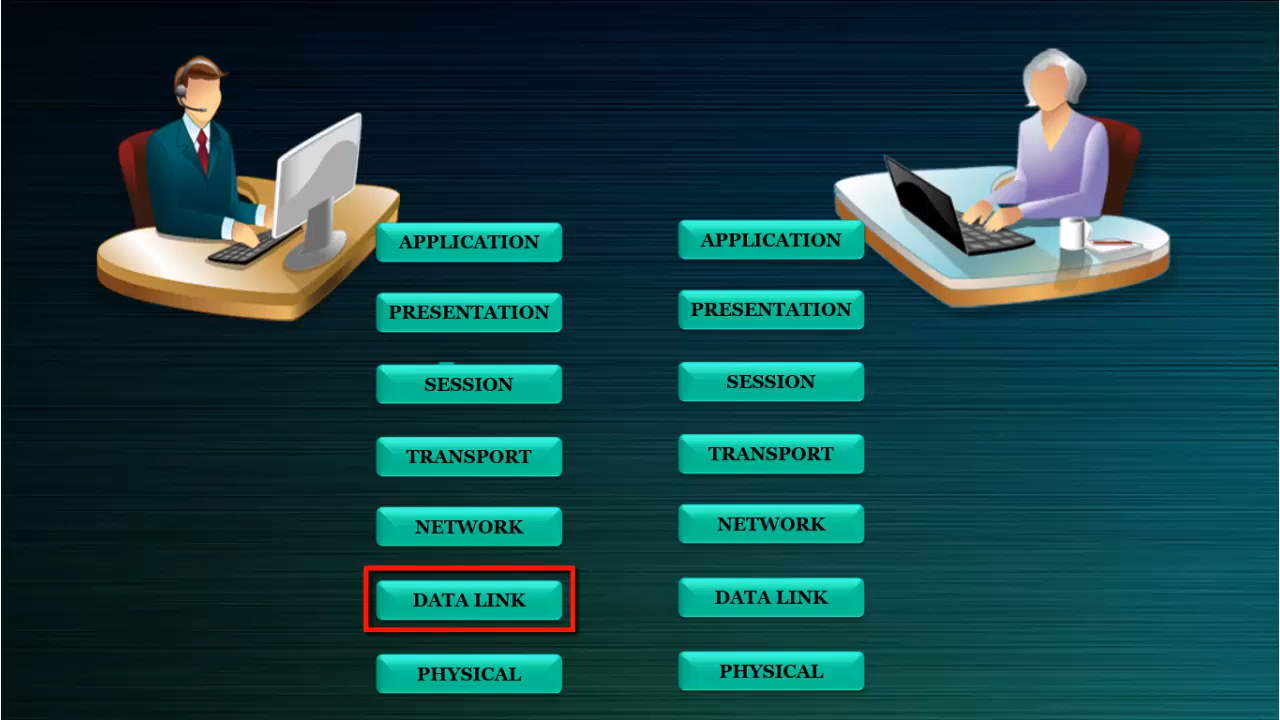 APPLICATION
PRESENTATION
SESSION
TRANSPORT
NETWORK
DATA LINK
PHYSICAL
APPLICATION
PRESENTATION
SESSION
TRANSPORT
NETWORK
DATA LINK
PHYSICAL